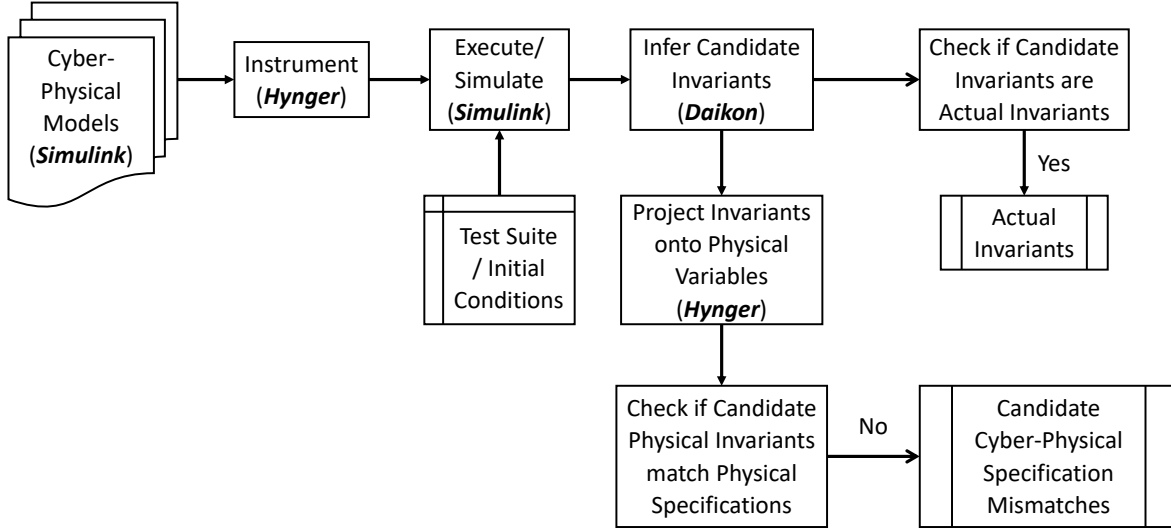 Cyber-
Physical
Models
(Simulink)
Instrument
(Hynger)
Execute/
Simulate
(Simulink)
Infer Candidate
Invariants
(Daikon)
Check if Candidate
Invariants are
Actual Invariants
Yes
Test Suite
/ Initial
Conditions
Project Invariants
onto Physical
Variables
(Hynger)
Actual
Invariants
Check if Candidate
Physical Invariants
match Physical
Specifications
No
Candidate
Cyber-Physical
Specification
Mismatches